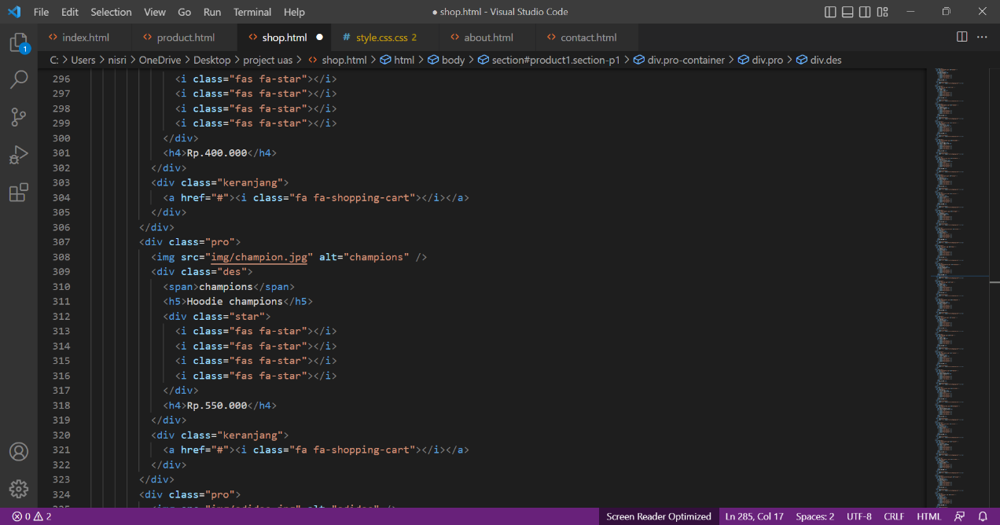 File Edit Selection View Go Run Terminal Help ● shop.html - Visual Studio Code
<> index.html <> product.html <> shop.html ● # style.css.css 2 <> about.html <> contact.html ···
1 C: > Users > nisri > OneDrive > Desktop > project uas > <> shop.html > html > body > section#product1.section-p1 > div.pro-container > div.pro > div.des
296 <i class="fas fa-star"></i>
297 <i class="fas fa-star"></i>
298 <i class="fas fa-star"></i>
299 <i class="fas fa-star"></i>
300 </div>
301 <h4>Rp.400.000</h4>
302 </div>
303 <div class="keranjang">
304 <a href="#"><i class="fa fa-shopping-cart"></i></a>
305 </div>
306 </div>
307 <div class="pro">
308 <img src="img/champion.jpg" alt="champions" />
309 <div class="des">
310 <span>champions</span>
311 <h5>Hoodie champions</h5>
312 <div class="star">
313 <i class="fas fa-star"></i>
314 <i class="fas fa-star"></i>
315 <i class="fas fa-star"></i>
316 <i class="fas fa-star"></i>
317 </div>
318 <h4>Rp.550.000</h4>
319 </div>
320 <div class="keranjang">
321 <a href="#"><i class="fa fa-shopping-cart"></i></a>
322 </div>
323 </div>
324 <div class="pro">
0 2 Screen Reader Optimized Ln 285, Col 17 Spaces: 2 UTF-8 CRLF HTML